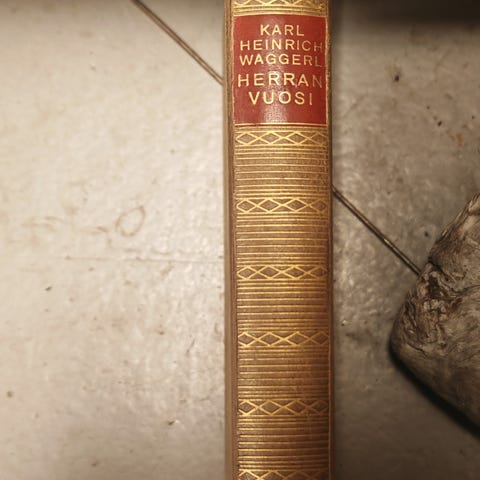 KARL
HEINRICH
WAGGERL
HERRAN
VUOSI